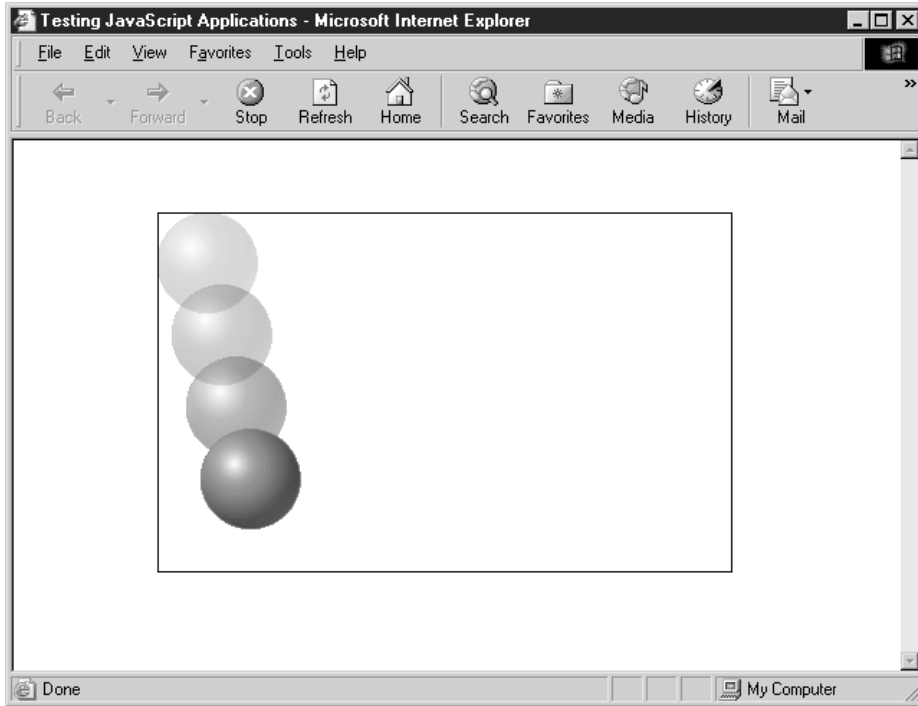 Testing JavaScript Applications - Microsoft Internet Explorer
File Edit View Favorites Tools Help
Back Forward Stop Refresh Home Search Favorites Media History Mail »
Done My Computer